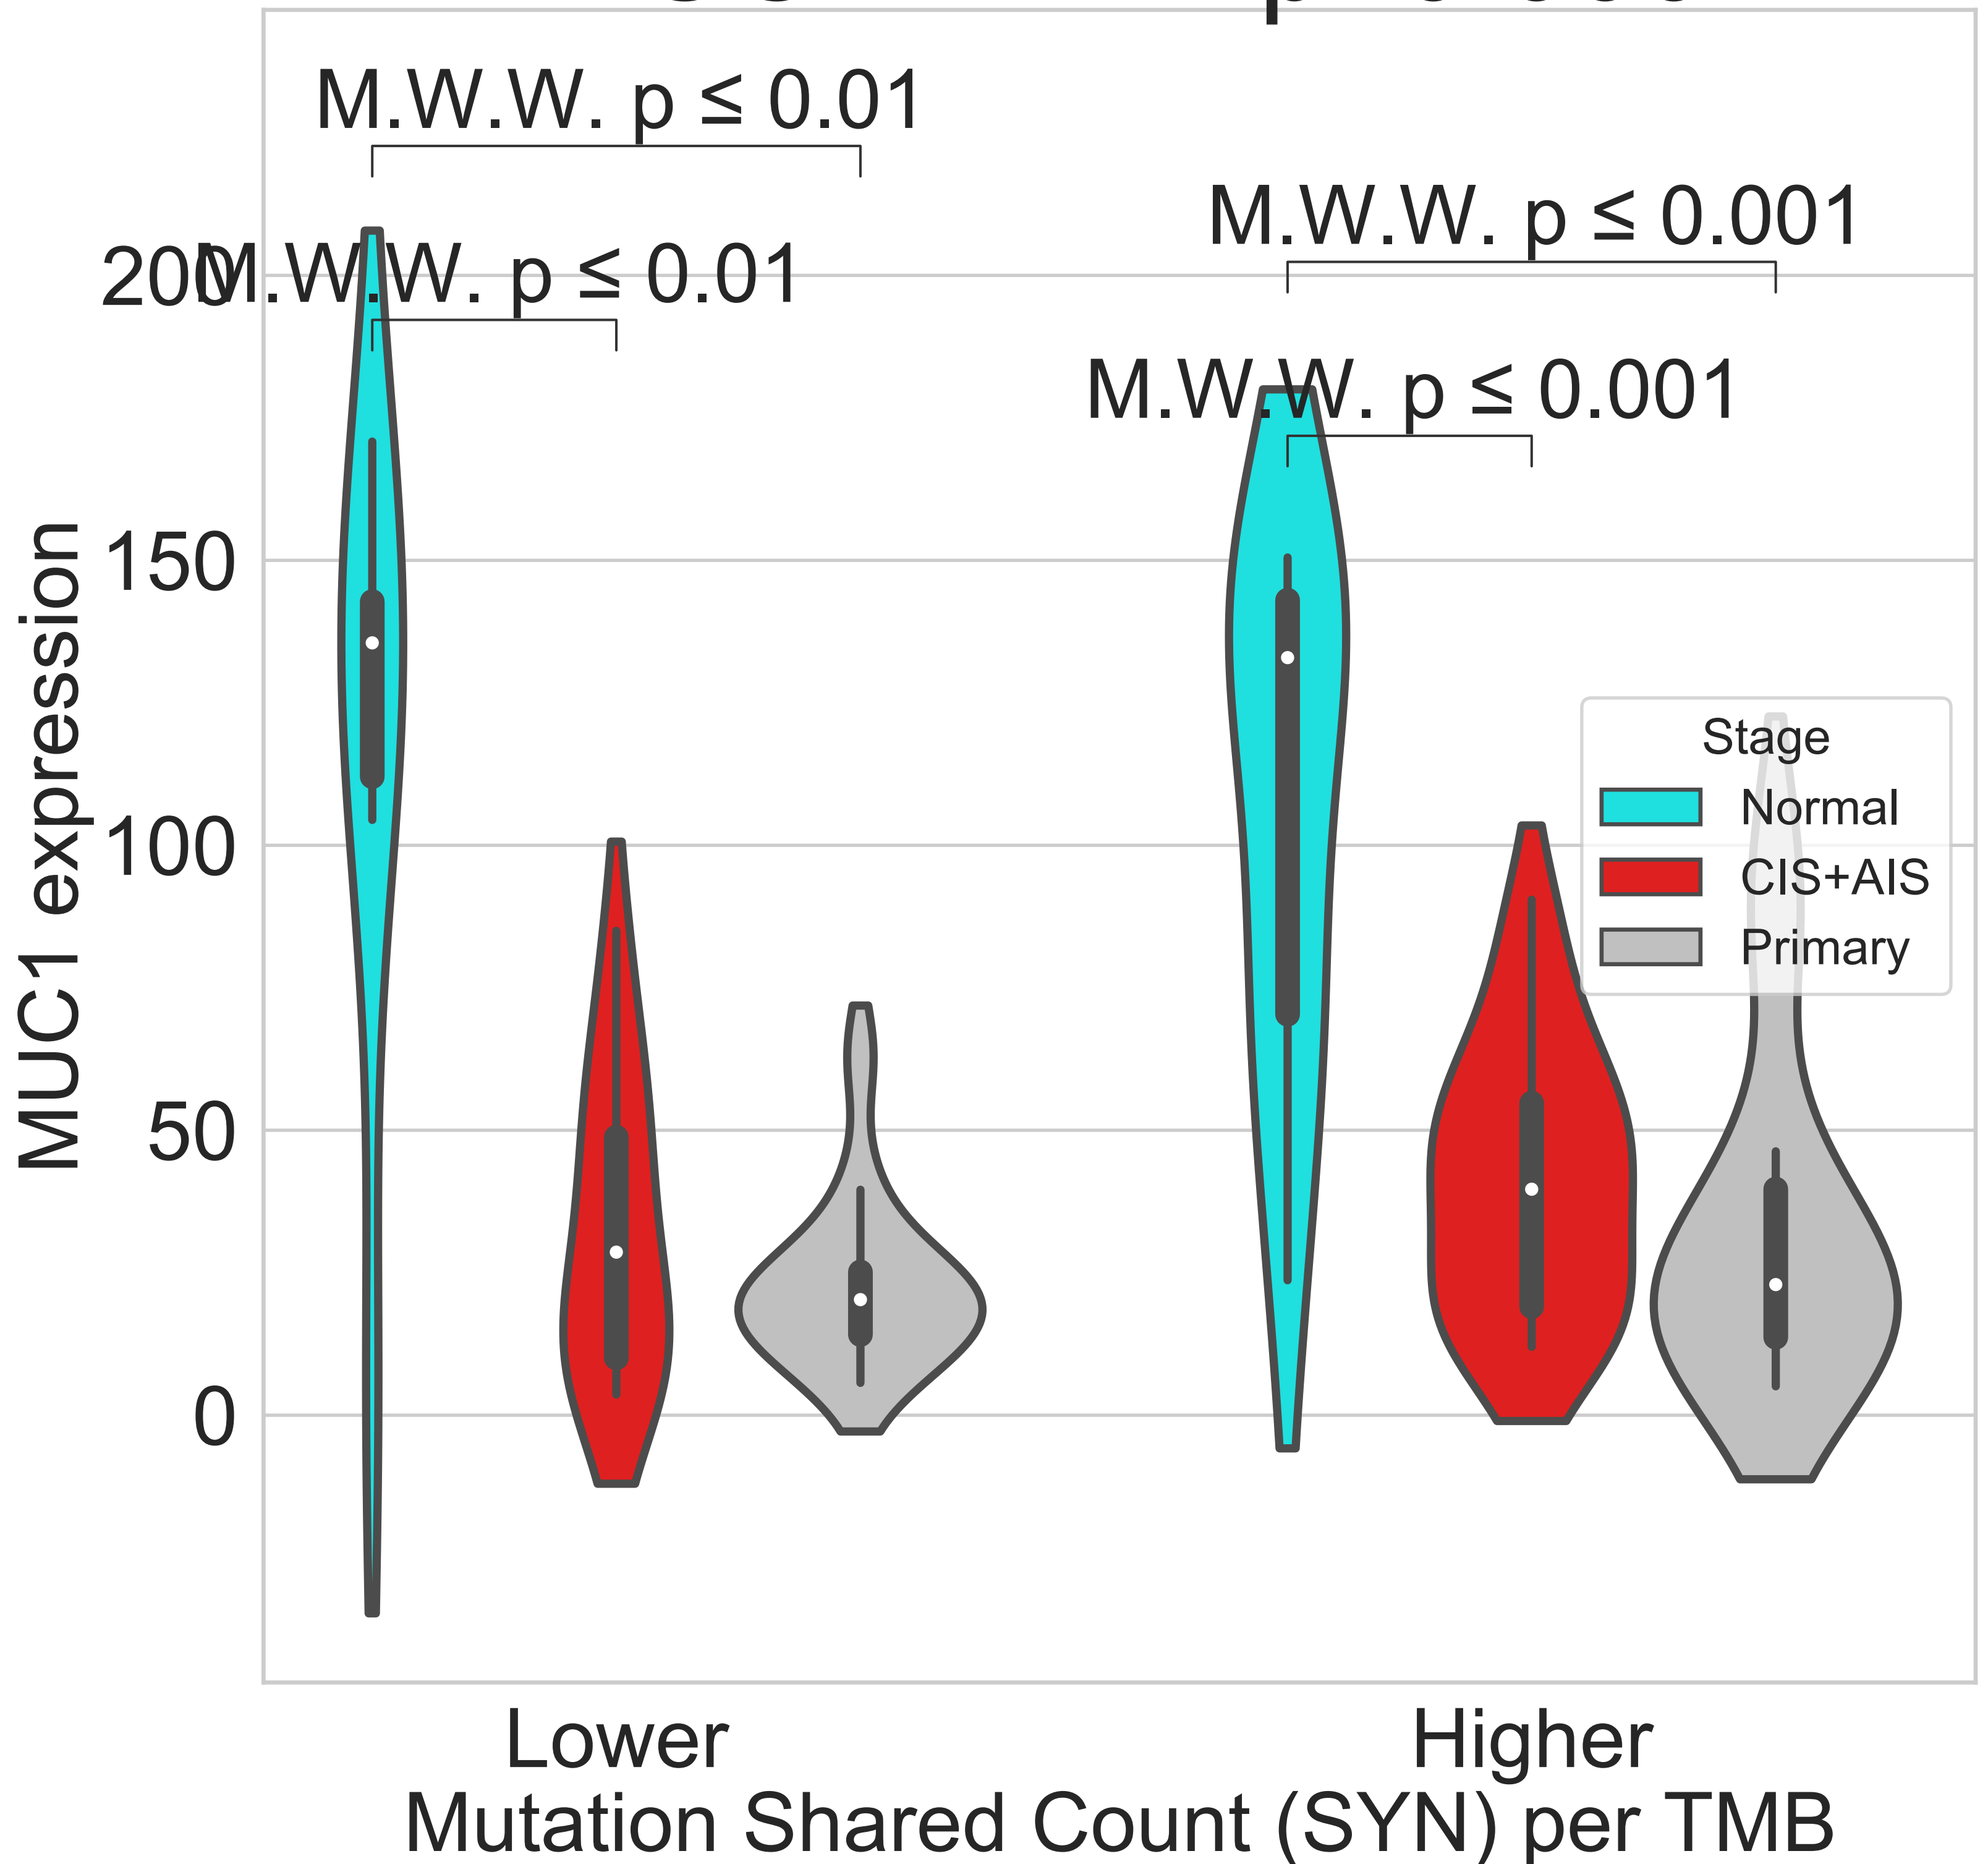 M.W.W. p ≤ 0.01
M.W.W. p ≤ 0.001
200
M.W.W. p ≤ 0.01
M.W.W. p ≤ 0.001
150
100
50
0
MUC1 expression
Stage
Normal
CIS+AIS
Primary
Lower
Higher
Mutation Shared Count (SYN) per TMB